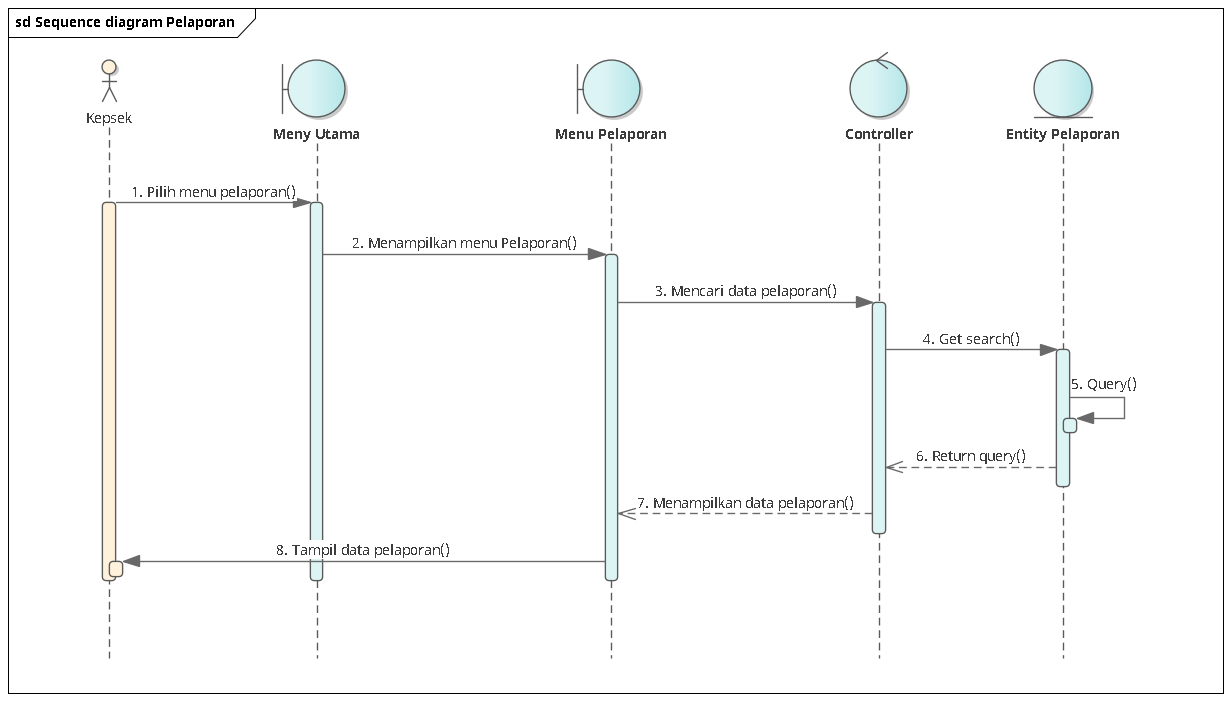 sd Sequence diagram Pelaporan
Kepsek
Meny Utama
Menu Pelaporan
Controller
Entity Pelaporan
1. Pilih menu pelaporan()
2. Menampilkan menu Pelaporan()
3. Mencari data pelaporan()
4. Get search()
5. Query()
6. Return query()
7. Menampilkan data pelaporan()
8. Tampil data pelaporan()